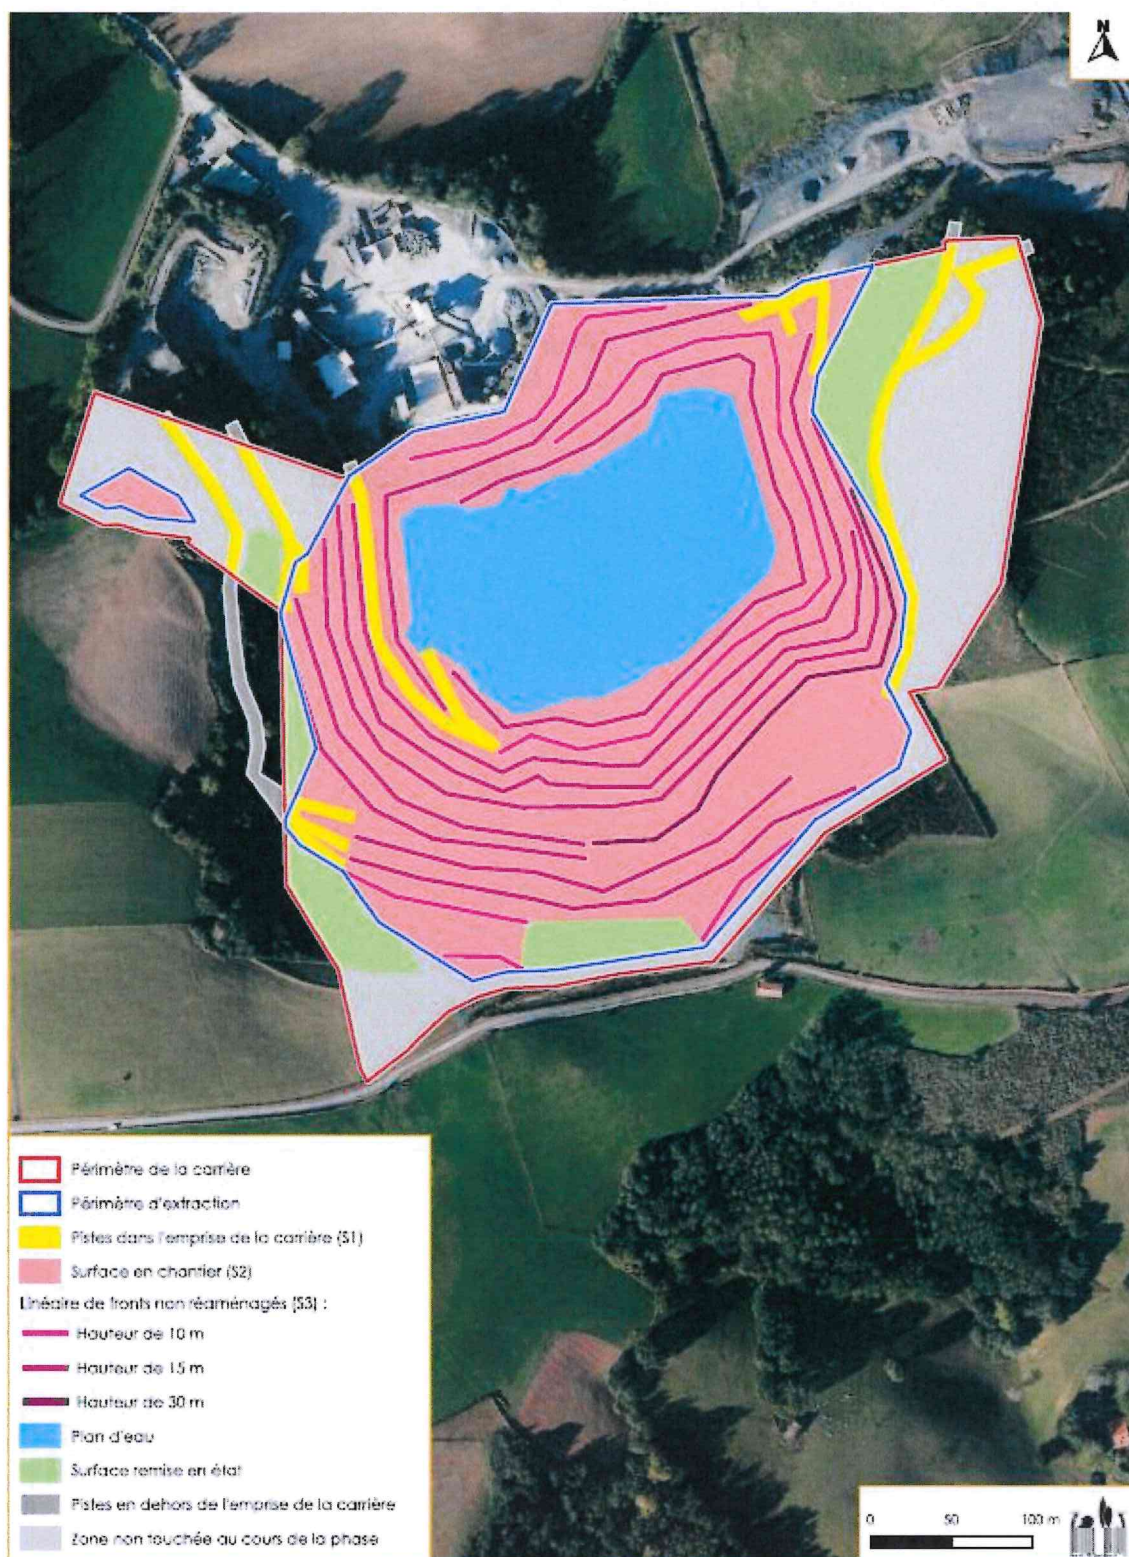 N
Périmètre de la carrière
Périmètre d'extraction
Pistes dans l'emprise de la carrière (S1)
Surface en chantier (S2)
Linéaire de fronts non réaménagés (S3) :
Hauteur de 10 m
Hauteur de 15 m
Hauteur de 30 m
Plan d'eau
Surface remise en état
Pistes en dehors de l'emprise de la carrière
Zone non touchée au cours de la phase
0 50 100 m